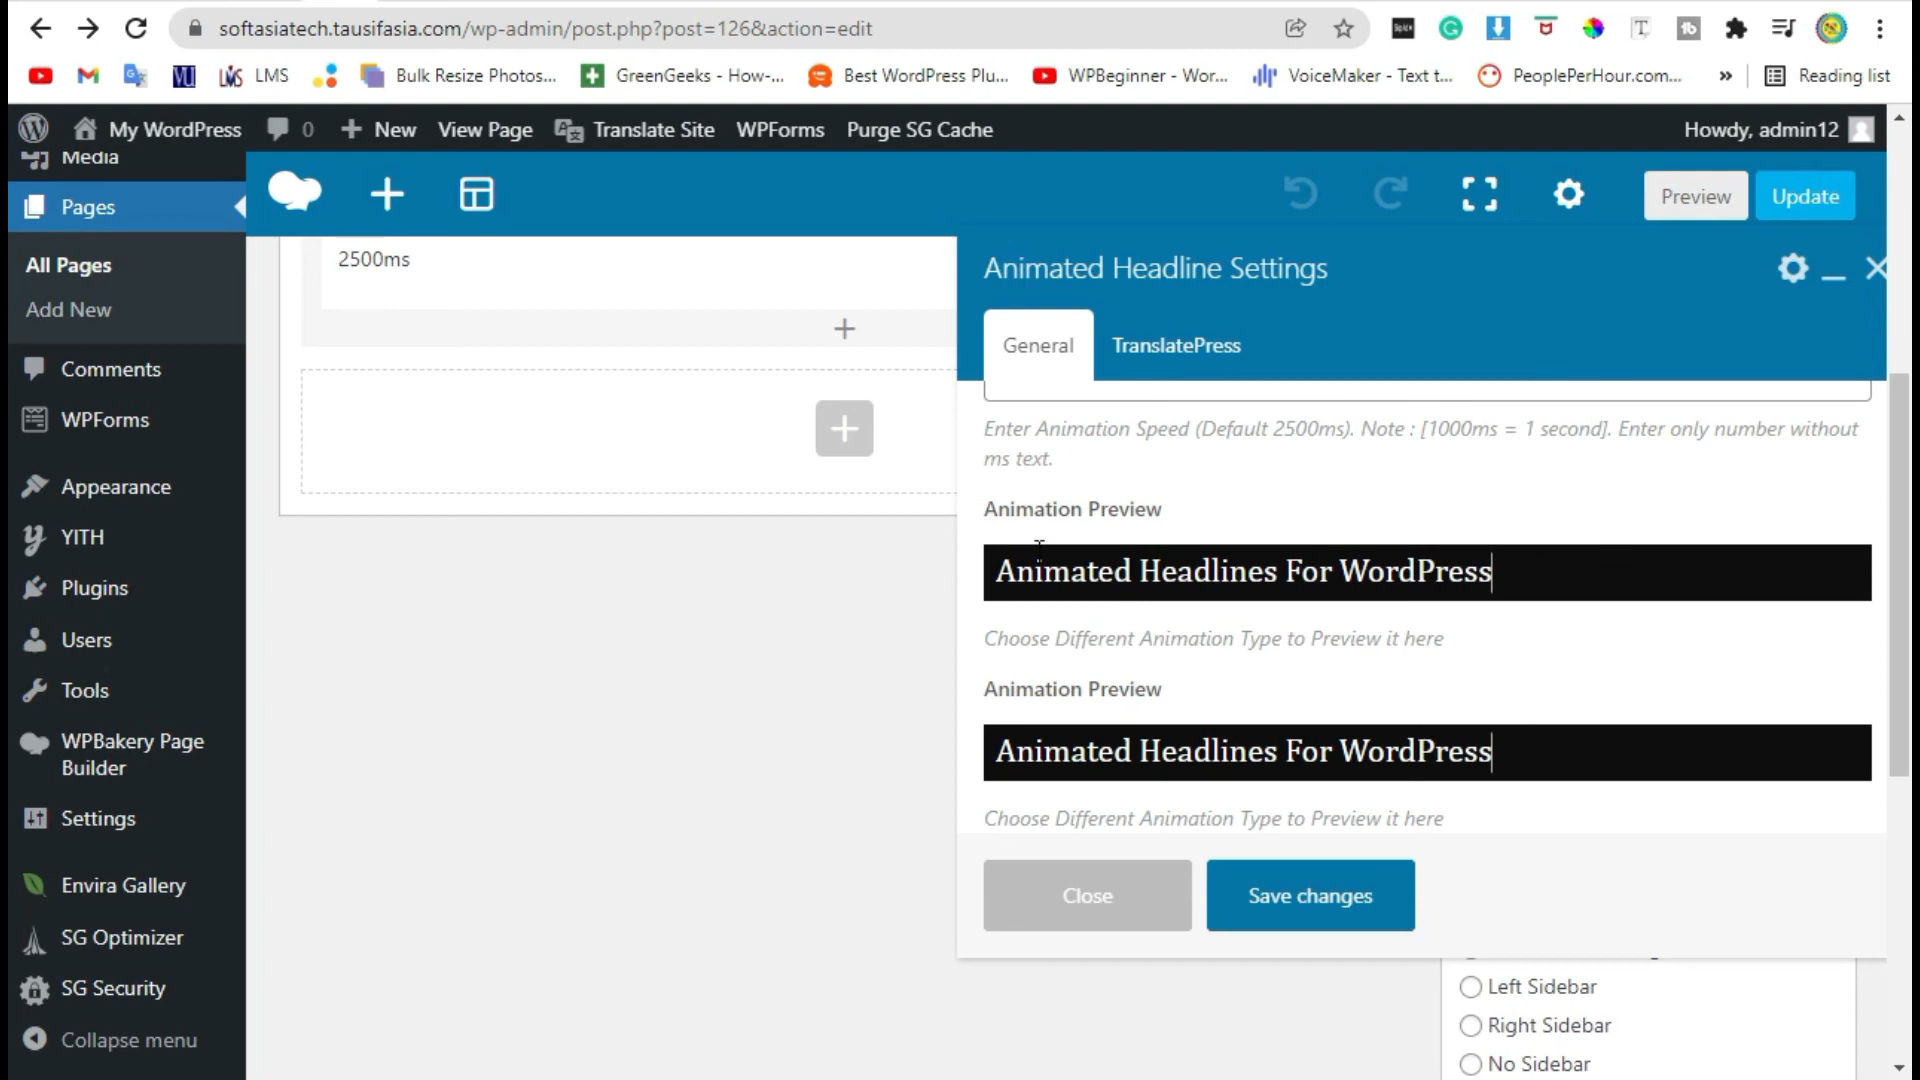 softasiatech.tausifasia.com/wp-admin/post.php?post=126&action=edit
LMS
Bulk Resize Photos...
GreenGeeks - How-...
Best WordPress Plu...
WPBeginner - Wor...
VoiceMaker - Text t...
PeoplePerHour.com...
»
Reading list
My WordPress
0
New
View Page
Translate Site
WPForms
Purge SG Cache
Howdy, admin12
Media
Pages
All Pages
Add New
Comments
WPForms
Appearance
YITH
Plugins
Users
Tools
WPBakery Page
Builder
Settings
Envira Gallery
SG Optimizer
SG Security
Collapse menu
Preview
Update
2500ms
Animated Headline Settings
General
TranslatePress
Enter Animation Speed (Default 2500ms). Note : [1000ms = 1 second]. Enter only number without
ms text.
Animation Preview
Animated Headlines For WordPress
Choose Different Animation Type to Preview it here
Animation Preview
Animated Headlines For WordPress
Choose Different Animation Type to Preview it here
Close
Save changes
Left Sidebar
Right Sidebar
No Sidebar